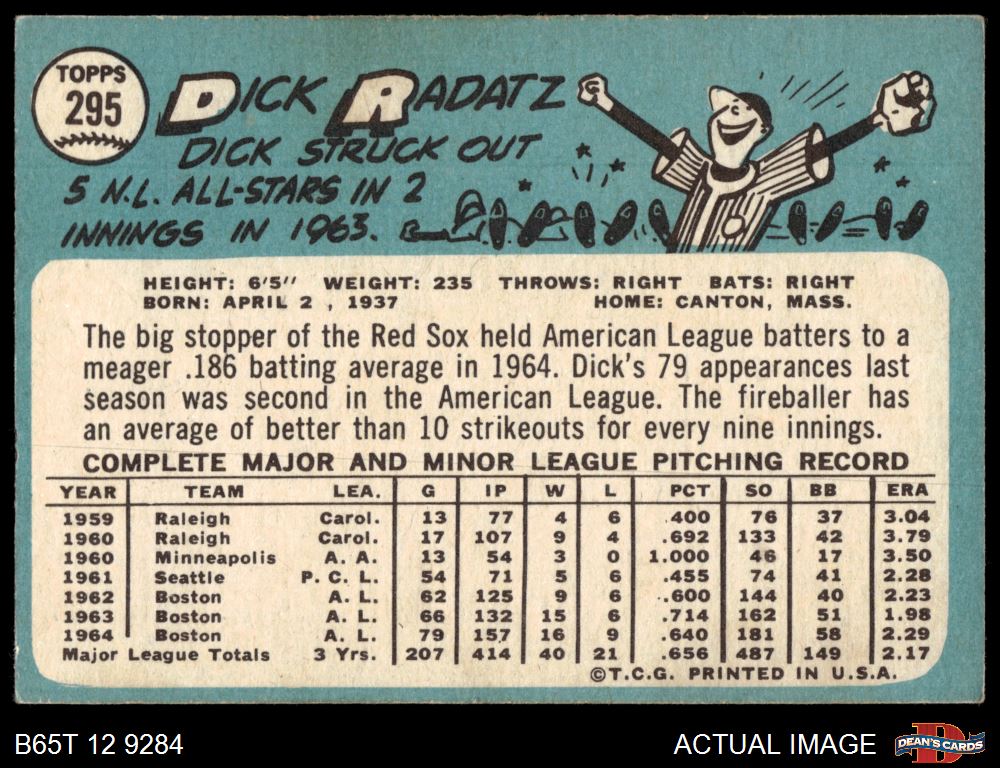 TOPPS
295
DICK RADATZ
DICK STRUCK OUT
5 N.L. ALL-STARS IN 2
INNINGS IN 1963.
HEIGHT: 6'5" WEIGHT: 235 THROWS: RIGHT BATS: RIGHT
BORN: APRIL 2 , 1937 HOME: CANTON, MASS.
The big stopper of the Red Sox held American League batters to a
meager .186 batting average in 1964. Dick's 79 appearances last
season was second in the American League. The fireballer has
an average of better than 10 strikeouts for every nine innings.
COMPLETE MAJOR AND MINOR LEAGUE PITCHING RECORD
YEAR TEAM LEA. G IP W L PCT SO BB ERA
1959 Raleigh Carol. 13 77 4 6 .400 76 37 3.04
1960 Raleigh Carol. 17 107 9 4 .692 133 42 3.79
1960 Minneapolis A. A. 13 54 3 0 1.000 46 17 3.50
1961 Seattle P. C. L. 54 71 5 6 .455 74 41 2.28
1962 Boston A. L. 62 125 9 6 .600 144 40 2.23
1963 Boston A. L. 66 132 15 6 .714 162 51 1.98
1964 Boston A. L. 79 157 16 9 .640 181 58 2.29
Major League Totals 3 Yrs. 207 414 40 21 .656 487 149 2.17
©T.C.G. PRINTED IN U.S.A.
B65T 12 9284
ACTUAL IMAGE
DEAN'S CARDS